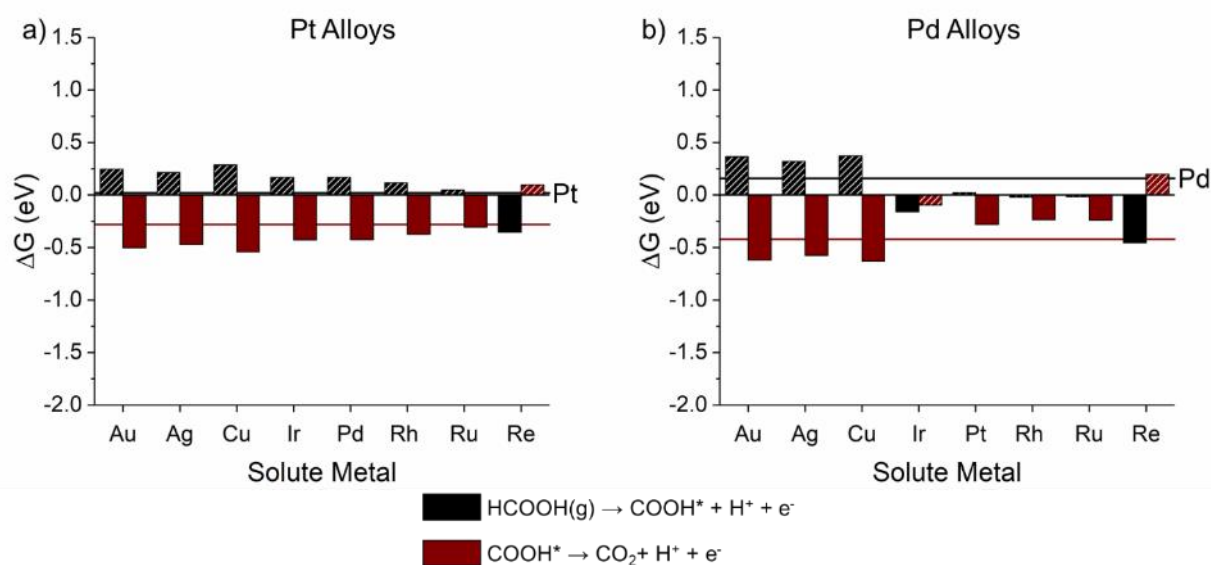 a) Pt Alloys
ΔG (eV)
1.5
1.0
0.5
0.0
-0.5
-1.0
-1.5
-2.0
Pt
Au Ag Cu Ir Pd Rh Ru Re
Solute Metal
b) Pd Alloys
ΔG (eV)
1.5
1.0
0.5
0.0
-0.5
-1.0
-1.5
-2.0
Pd
Au Ag Cu Ir Pt Rh Ru Re
Solute Metal
HCOOH(g) → COOH* + H⁺ + e⁻
COOH* → CO₂+ H⁺ + e⁻